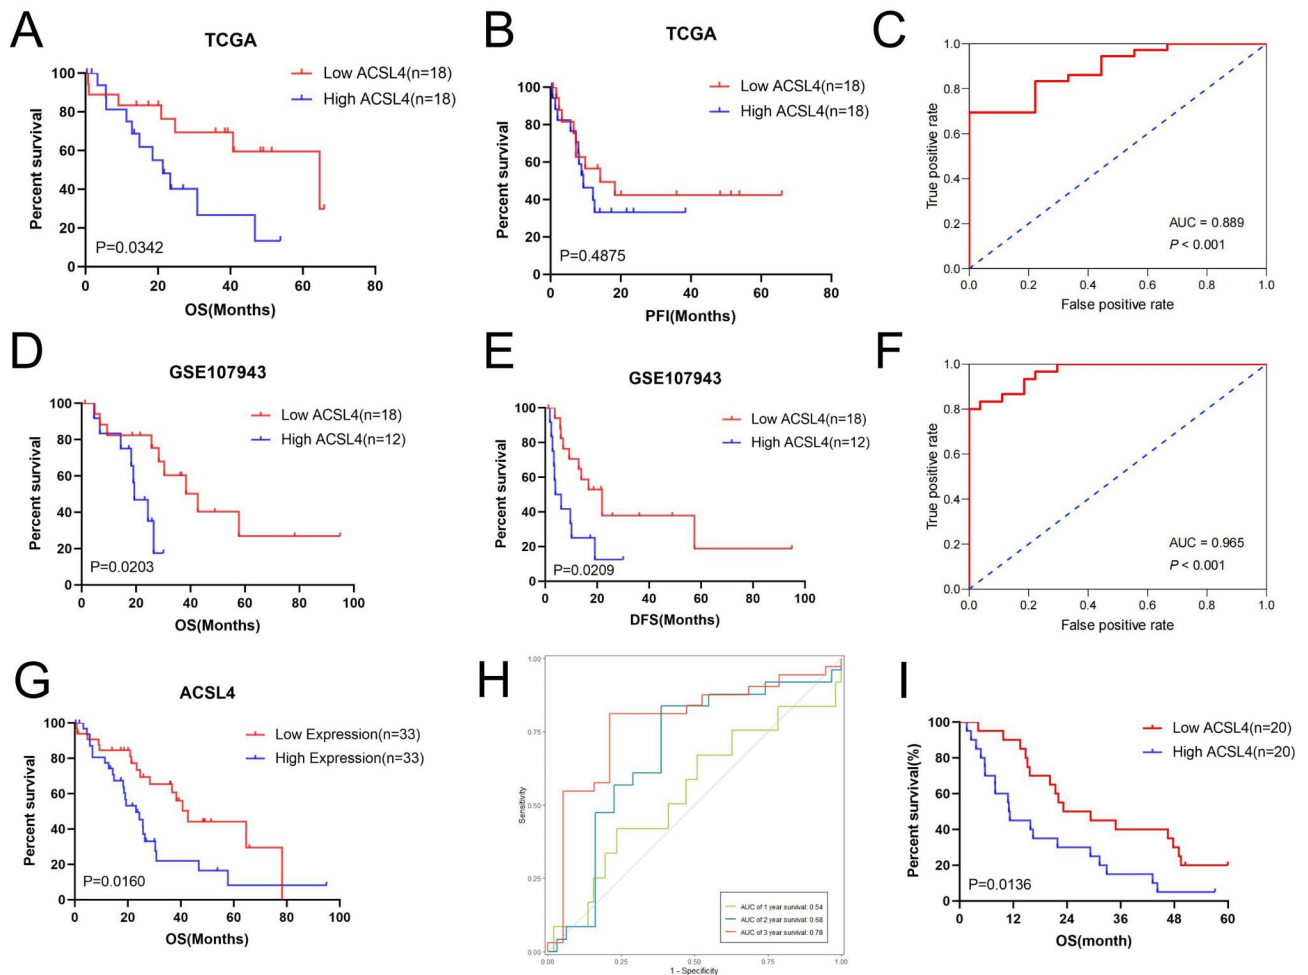 A
TCGA
Low ACSL4(n=18)
High ACSL4(n=18)
Percent survival
100
80
60
40
20
0
P=0.0342
0 20 40 60 80
OS(Months)
B
TCGA
Low ACSL4(n=18)
High ACSL4(n=18)
Percent survival
100
80
60
40
20
0
P=0.4875
0 20 40 60 80
PFI(Months)
C
True positive rate
1.0
0.8
0.6
0.4
0.2
0.0
AUC = 0.889
P < 0.001
0.0 0.2 0.4 0.6 0.8 1.0
False positive rate
D
GSE107943
Low ACSL4(n=18)
High ACSL4(n=12)
Percent survival
100
80
60
40
20
0
P=0.0203
0 20 40 60 80 100
OS(Months)
E
GSE107943
Low ACSL4(n=18)
High ACSL4(n=12)
Percent survival
100
80
60
40
20
0
P=0.0209
0 20 40 60 80 100
DFS(Months)
F
True positive rate
1.0
0.8
0.6
0.4
0.2
0.0
AUC = 0.965
P < 0.001
0.0 0.2 0.4 0.6 0.8 1.0
False positive rate
G
ACSL4
Low Expression(n=33)
High Expression(n=33)
Percent survival
100
80
60
40
20
0
P=0.0160
0 20 40 60 80 100
OS(Months)
H
Sensitivity
1.00
0.75
0.50
0.25
0.00
AUC of 1 year survival: 0.54
AUC of 2 year survival: 0.68
AUC of 3 year survival: 0.78
0.00 0.25 0.50 0.75 1.00
1 - Specificity
I
Low ACSL4(n=20)
High ACSL4(n=20)
Percent survival(%)
100
80
60
40
20
0
P=0.0136
0 12 24 36 48 60
OS(month)